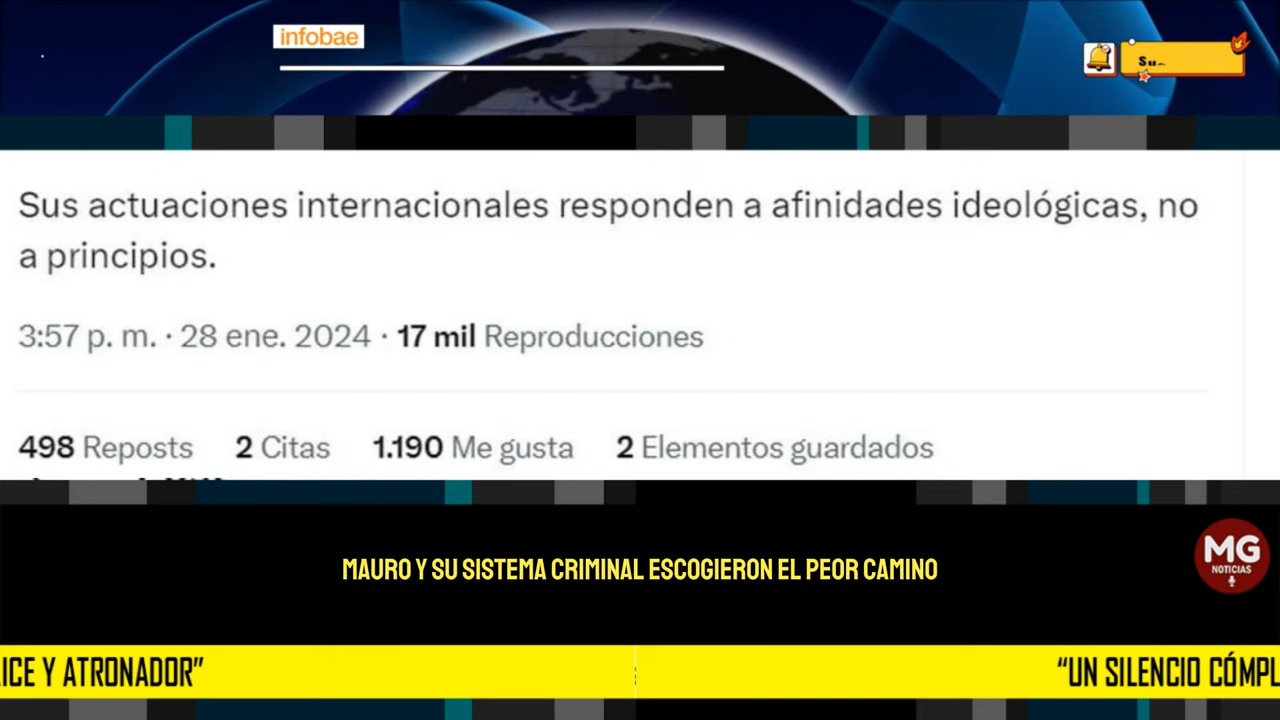 infobae
Su
Sus actuaciones internacionales responden a afinidades ideológicas, no
a principios.
3:57 p. m. · 28 ene. 2024 · 17 mil Reproducciones
498 Reposts 2 Citas 1.190 Me gusta 2 Elementos guardados
MG
NOTICIAS
MAURO Y SU SISTEMA CRIMINAL ESCOGIERON EL PEOR CAMINO
ICE Y ATRONADOR” “UN SILENCIO CÓMPL